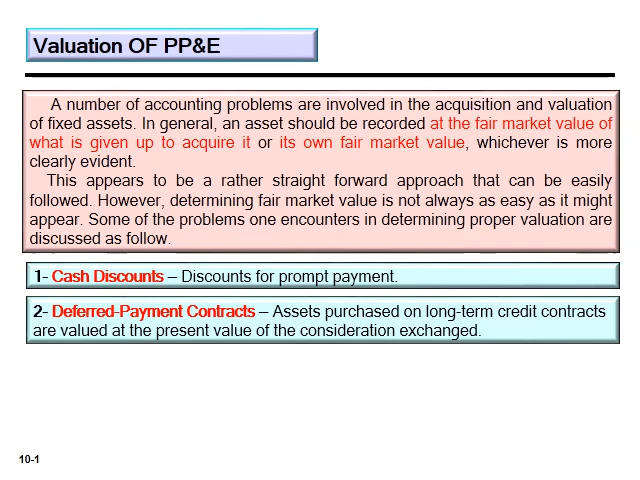 Valuation OF PP&E
A number of accounting problems are involved in the acquisition and valuation
of fixed assets. In general, an asset should be recorded at the fair market value of
what is given up to acquire it or its own fair market value, whichever is more
clearly evident.
This appears to be a rather straight forward approach that can be easily
followed. However, determining fair market value is not always as easy as it might
appear. Some of the problems one encounters in determining proper valuation are
discussed as follow.
1- Cash Discounts – Discounts for prompt payment.
2- Deferred-Payment Contracts – Assets purchased on long-term credit contracts
are valued at the present value of the consideration exchanged.
10-1